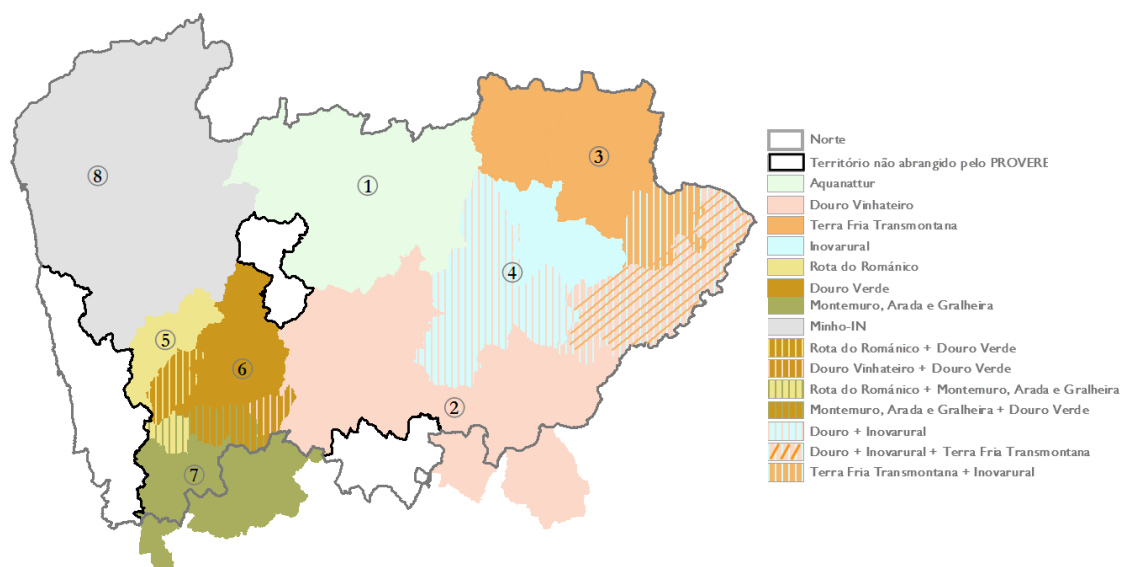 8
1
3
4
5
6
2
7
Norte
Território não abrangido pelo PROVERE
Aquanattur
Douro Vinhateiro
Terra Fria Transmontana
Inovarural
Rota do Románico
Douro Verde
Montemuro, Arada e Gralheira
Minho-IN
Rota do Románico + Douro Verde
Douro Vinhateiro + Douro Verde
Rota do Románico + Montemuro, Arada e Gralheira
Montemuro, Arada e Gralheira + Douro Verde
Douro + Inovarural
Douro + Inovarural + Terra Fria Transmontana
Terra Fria Transmontana + Inovarural